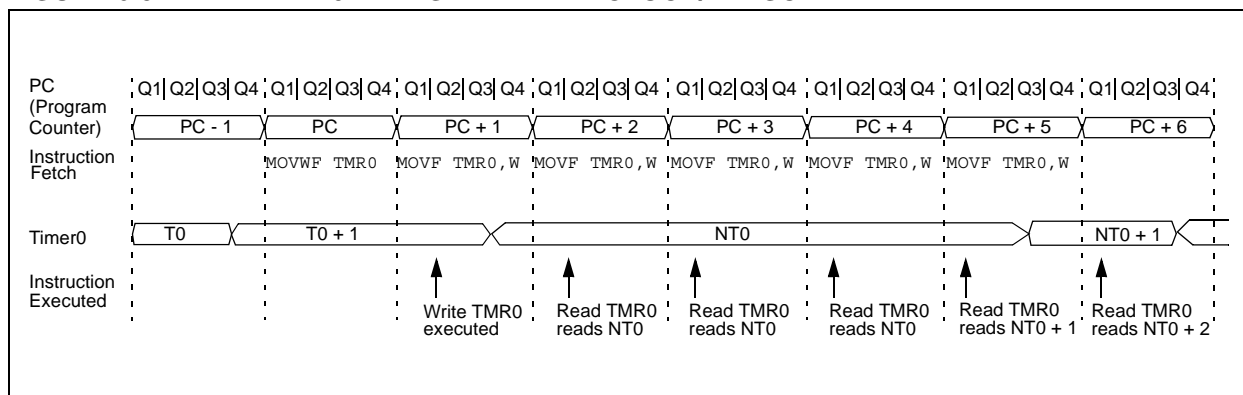 PC
(Program
Counter)
Q1 Q2 Q3 Q4 Q1 Q2 Q3 Q4 Q1 Q2 Q3 Q4 Q1 Q2 Q3 Q4 Q1 Q2 Q3 Q4 Q1 Q2 Q3 Q4 Q1 Q2 Q3 Q4 Q1 Q2 Q3 Q4
PC - 1 PC PC + 1 PC + 2 PC + 3 PC + 4 PC + 5 PC + 6
Instruction
Fetch
MOVWF TMR0 MOVF TMR0,W MOVF TMR0,W MOVF TMR0,W MOVF TMR0,W MOVF TMR0,W
Timer0
T0 T0 + 1 NT0 NT0 + 1
Instruction
Executed
Write TMR0
executed
Read TMR0
reads NT0
Read TMR0
reads NT0
Read TMR0
reads NT0
Read TMR0
reads NT0 + 1
Read TMR0
reads NT0 + 2